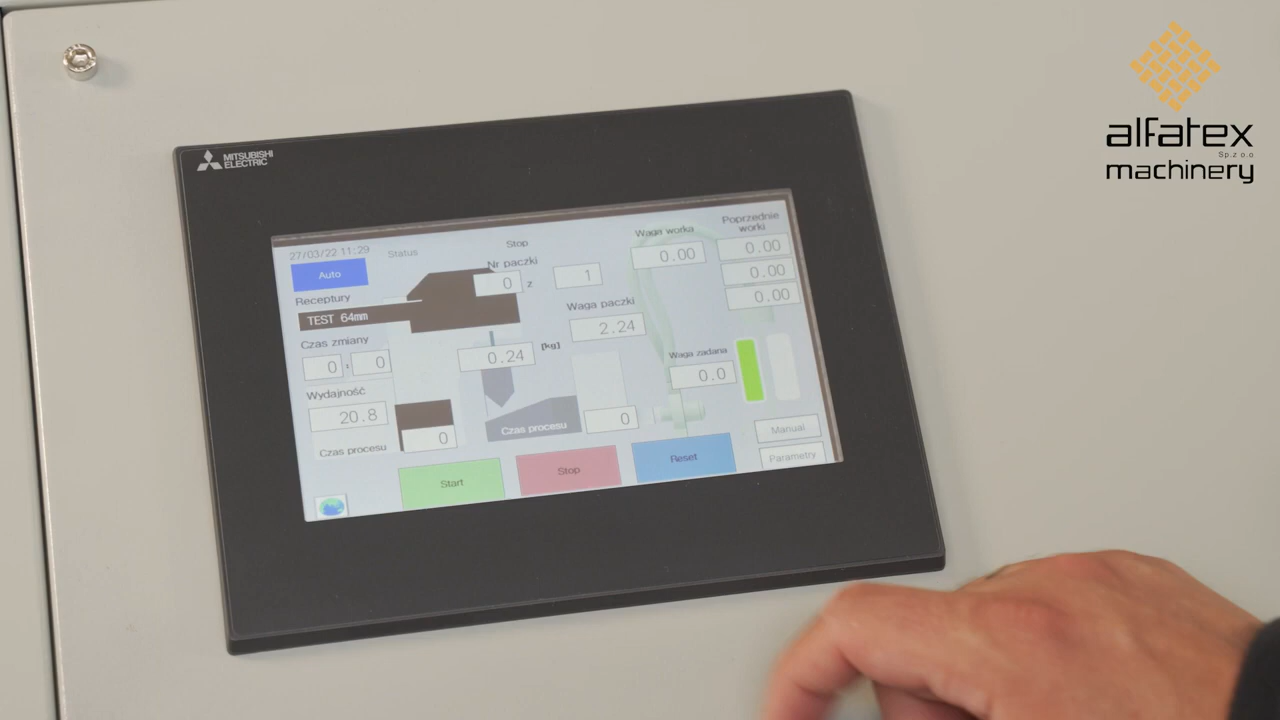 alfatex
Sp.z o.o
machinery
MITSUBISHI
ELECTRIC
27/03/22 11:29
Status
Stop
Waga worka
Poprzednie
worki
Auto
Nr paczki
0 z 1
0.00
0.00
0.00
0.00
Receptury
TEST 64mm
Waga paczki
2.24
Czas zmiany
0 : 0
0.24 [kg]
Waga zadana
0.0
Wydajność
20.8
Czas procesu
0
Czas procesu
0
Manual
Parametry
Start
Stop
Reset